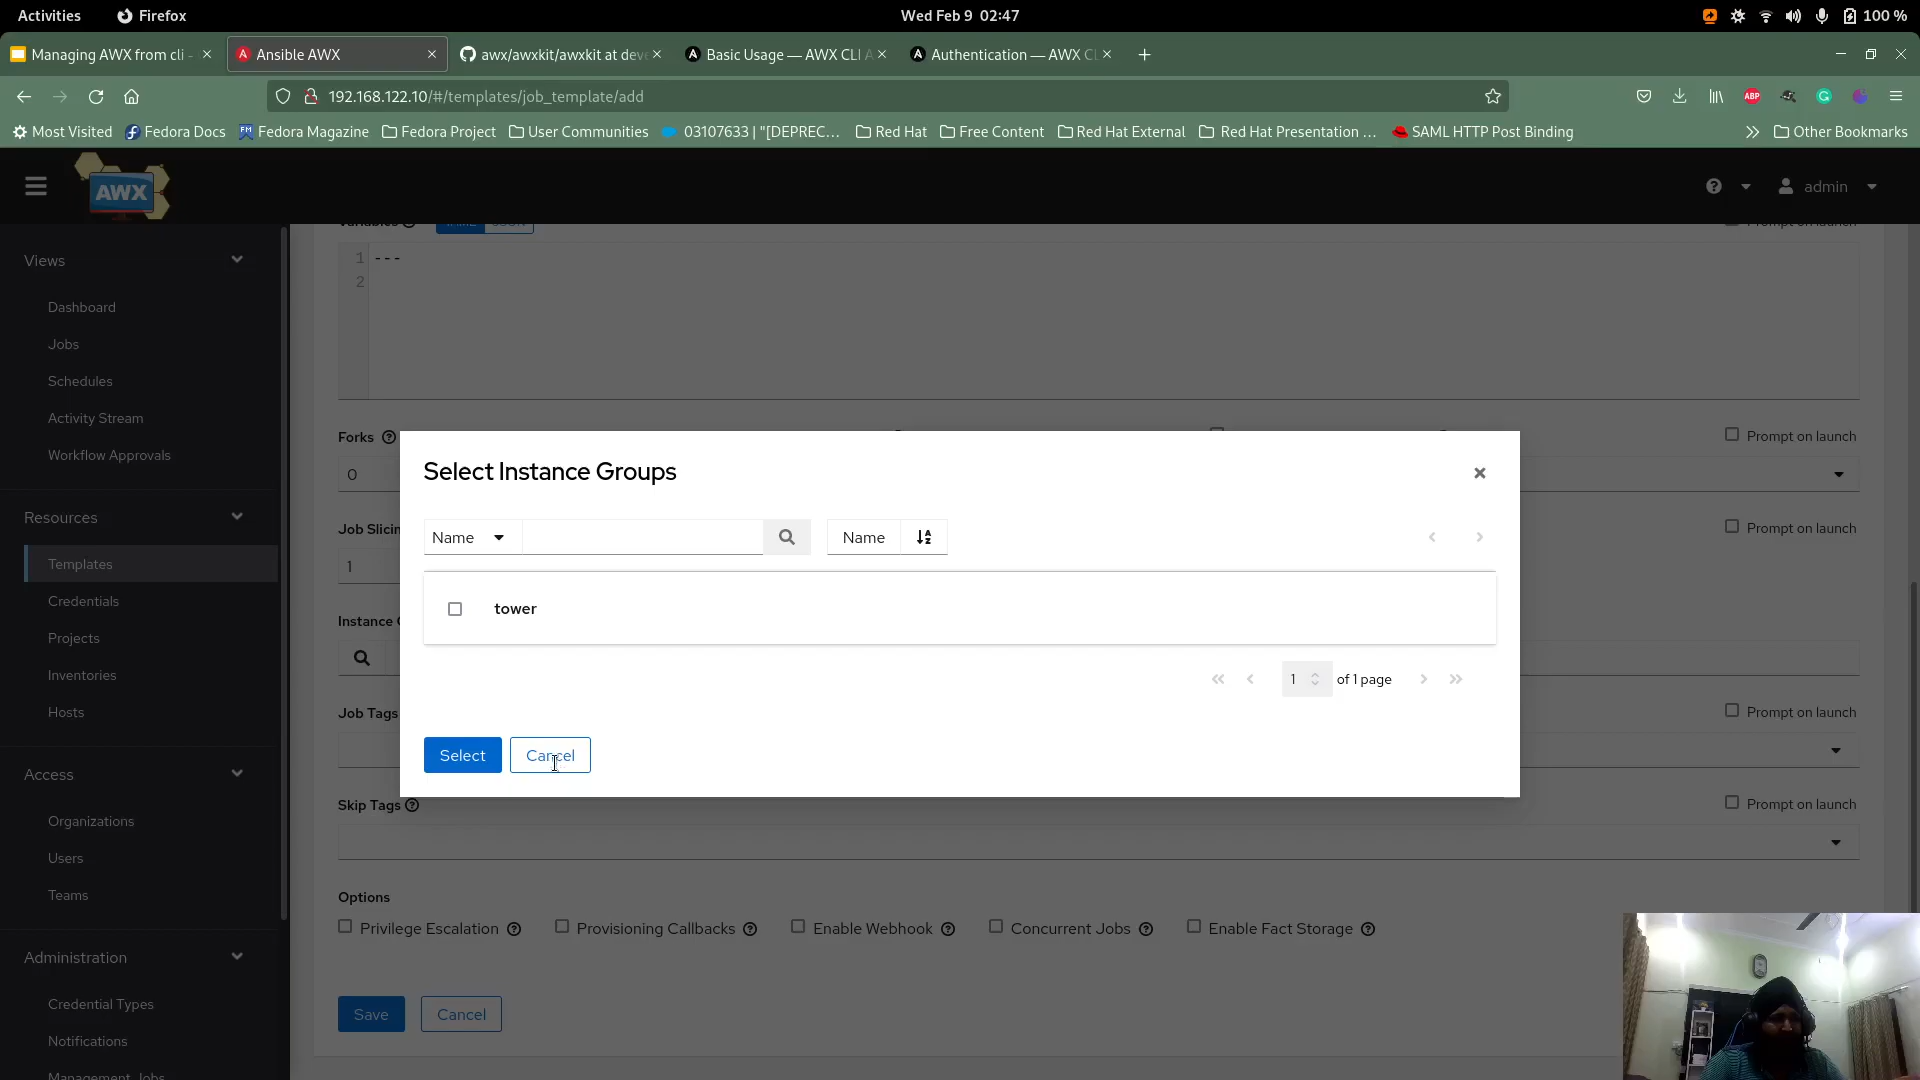 Activities
Firefox
Wed Feb 9 02:47
100 %
Managing AWX from cli -
Ansible AWX
awx/awxkit/awxkit at deve
Basic Usage — AWX CLI A
Authentication — AWX CL
192.168.122.10/#/templates/job_template/add
ABP
Most Visited
Fedora Docs
Fedora Magazine
Fedora Project
User Communities
03107633 | "[DEPREC...
Red Hat
Free Content
Red Hat External
Red Hat Presentation ...
SAML HTTP Post Binding
Other Bookmarks
AWX
admin
Views
Dashboard
Jobs
Schedules
Activity Stream
Workflow Approvals
Resources
Templates
Credentials
Projects
Inventories
Hosts
Access
Organizations
Users
Teams
Administration
Credential Types
Notifications
Management Jobs
Variables
YAML JSON
Prompt on launch
1 ---
2
Forks
Prompt on launch
0
Job Slicin
Prompt on launch
1
Instance G
Job Tags
Prompt on launch
Select Instance Groups
Name
Name
tower
1 of 1 page
Select
Cancel
Skip Tags
Prompt on launch
Options
Privilege Escalation
Provisioning Callbacks
Enable Webhook
Concurrent Jobs
Enable Fact Storage
Save
Cancel